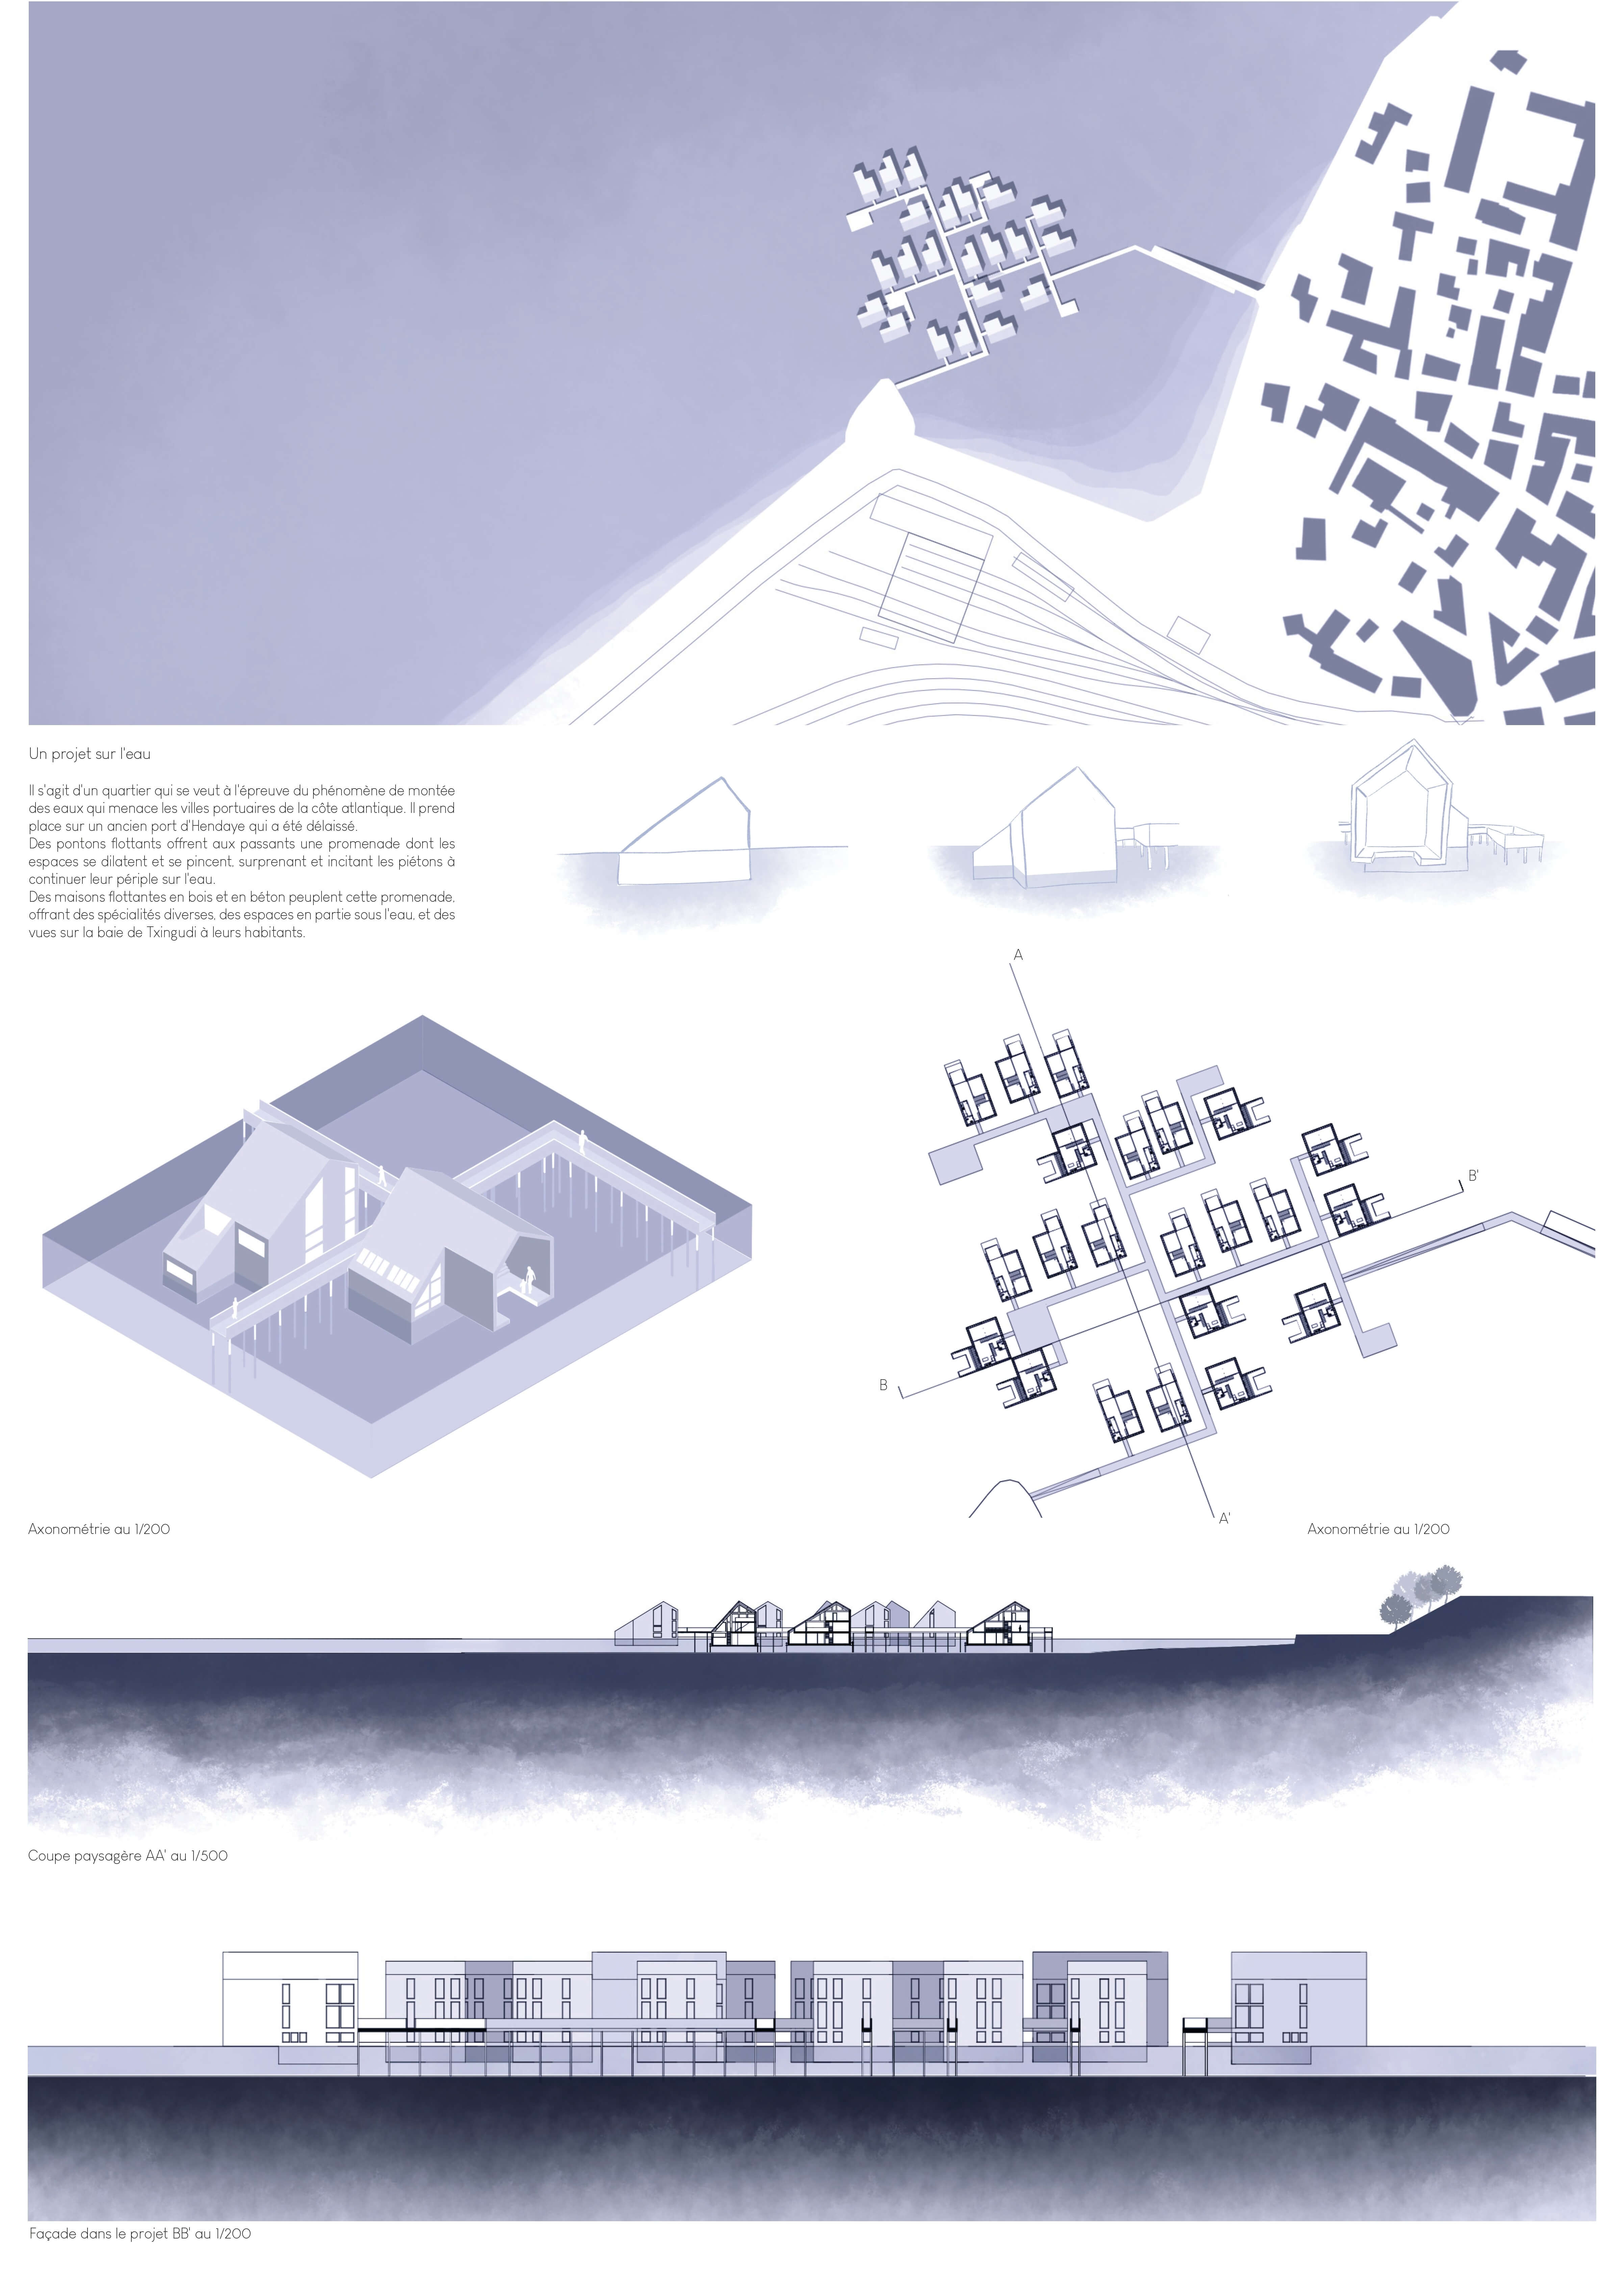 Un projet sur l'eau
Il s'agit d'un quartier qui se veut à l'épreuve du phénomène de montée
des eaux qui menace les villes portuaires de la côte atlantique. Il prend
place sur un ancien port d'Hendaye qui a été délaissé.
Des pontons flottants offrent aux passants une promenade dont les
espaces se dilatent et se pincent, surprenant et incitant les piétons à
continuer leur périple sur l'eau.
Des maisons flottantes en bois et en béton peuplent cette promenade,
offrant des spécialités diverses, des espaces en partie sous l'eau, et des
vues sur la baie de Txingudi à leurs habitants.
A
B'
B
A'
Axonométrie au 1/200
Axonométrie au 1/200
Coupe paysagère AA' au 1/500
Façade dans le projet BB' au 1/200